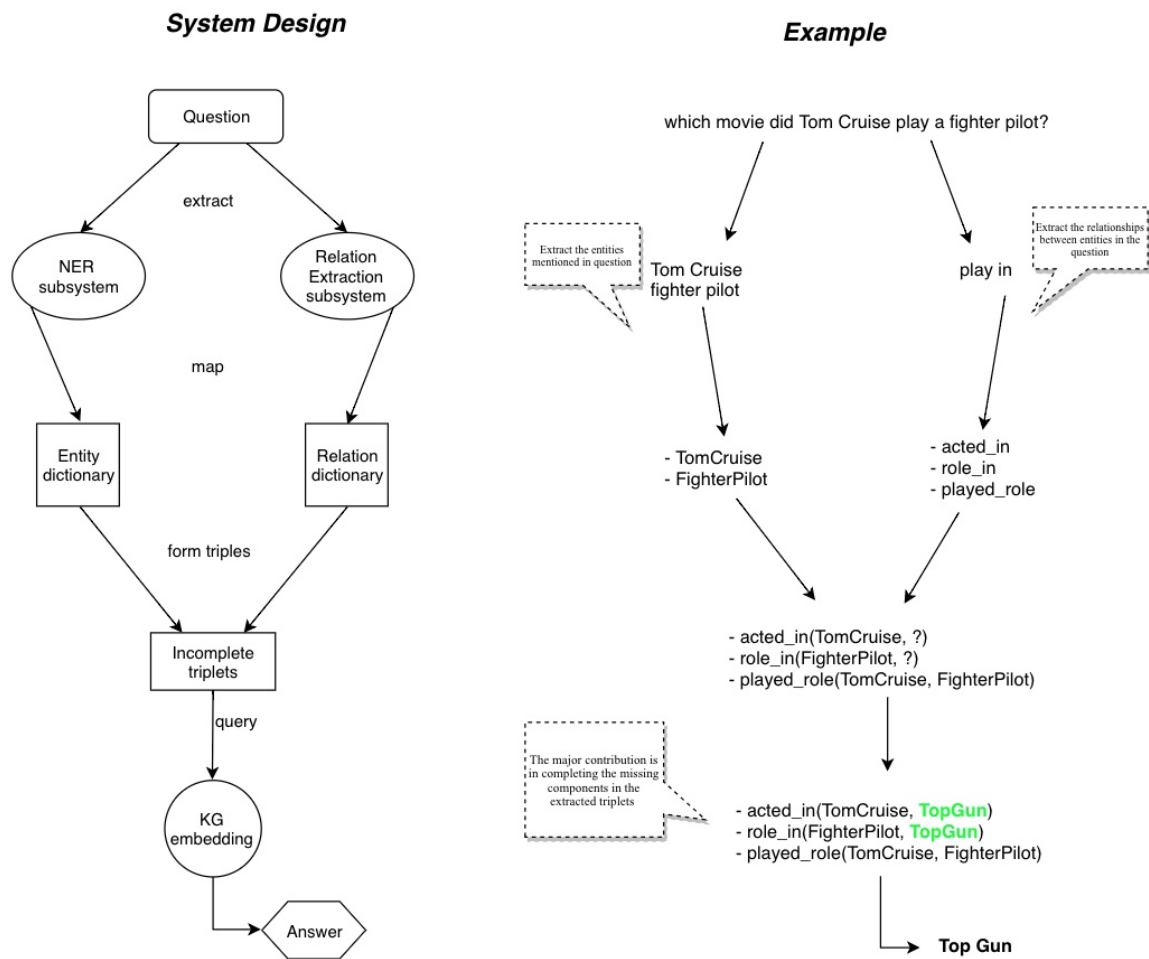 System Design
Question
extract
NER
subsystem
Relation
Extraction
subsystem
map
Entity
dictionary
Relation
dictionary
form triples
Incomplete
triplets
query
KG
embedding
Answer
Example
which movie did Tom Cruise play a fighter pilot?
Extract the entities
mentioned in question
Tom Cruise
fighter pilot
play in
Extract the relationships
between entities in the
question
- TomCruise
- FighterPilot
- acted_in
- role_in
- played_role
- acted_in(TomCruise, ?)
- role_in(FighterPilot, ?)
- played_role(TomCruise, FighterPilot)
The major contribution is
in completing the missing
components in the
extracted triplets
- acted_in(TomCruise, TopGun)
- role_in(FighterPilot, TopGun)
- played_role(TomCruise, FighterPilot)
Top Gun